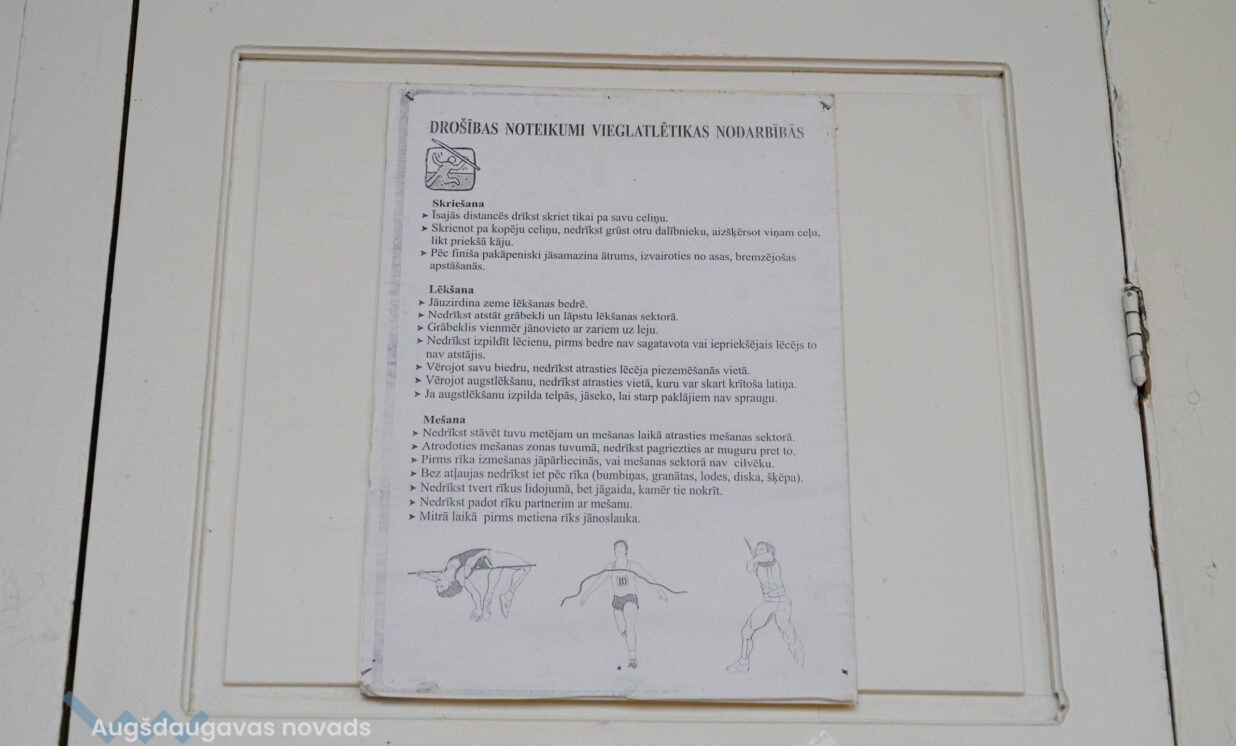 DROŠĪBAS NOTEIKUMI VIEGLATLĒTIKAS NODARBĪBĀS
Skriešana
➤ Īsajās distancēs drīkst skriet tikai pa savu celiņu.
➤ Skrienot pa kopēju celiņu, nedrīkst grūst otru dalībnieku, aizšķērsot viņam ceļu,
likt priekšā kāju.
➤ Pēc finiša pakāpeniski jāsamazina ātrums, izvairoties no asas, bremzējošas
apstāšanās.
Lēkšana
➤ Jāuzirdina zeme lēkšanas bedrē.
➤ Nedrīkst atstāt grābekli un lāpstu lēkšanas sektorā.
➤ Grābeklis vienmēr jānovieto ar zariem uz leju.
➤ Nedrīkst izpildīt lēcienu, pirms bedre nav sagatavota vai iepriekšējais lēcējs to
nav atstājis.
➤ Vērojot savu biedru, nedrīkst atrasties lēcēja piezemēšanās vietā.
➤ Vērojot augstlēkšanu, nedrīkst atrasties vietā, kuru var skart krītoša latiņa.
➤ Ja augstlēkšanu izpilda telpās, jāseko, lai starp paklājiem nav spraugu.
Mešana
➤ Nedrīkst stāvēt tuvu metējam un mešanas laikā atrasties mešanas sektorā.
➤ Atrodoties mešanas zonas tuvumā, nedrīkst pagriezties ar muguru pret to.
➤ Pirms rīka izmešanas jāpārliecinās, vai mešanas sektorā nav cilvēku.
➤ Bez atļaujas nedrīkst iet pēc rīka (bumbiņas, granātas, lodes, diska, šķēpa).
➤ Nedrīkst tvert rīkus lidojumā, bet jāgaida, kamēr tie nokrīt.
➤ Nedrīkst padot rīku partnerim ar mešanu.
➤ Mitrā laikā pirms metiena rīks jānoslauka.
10
Augšdaugavas novads